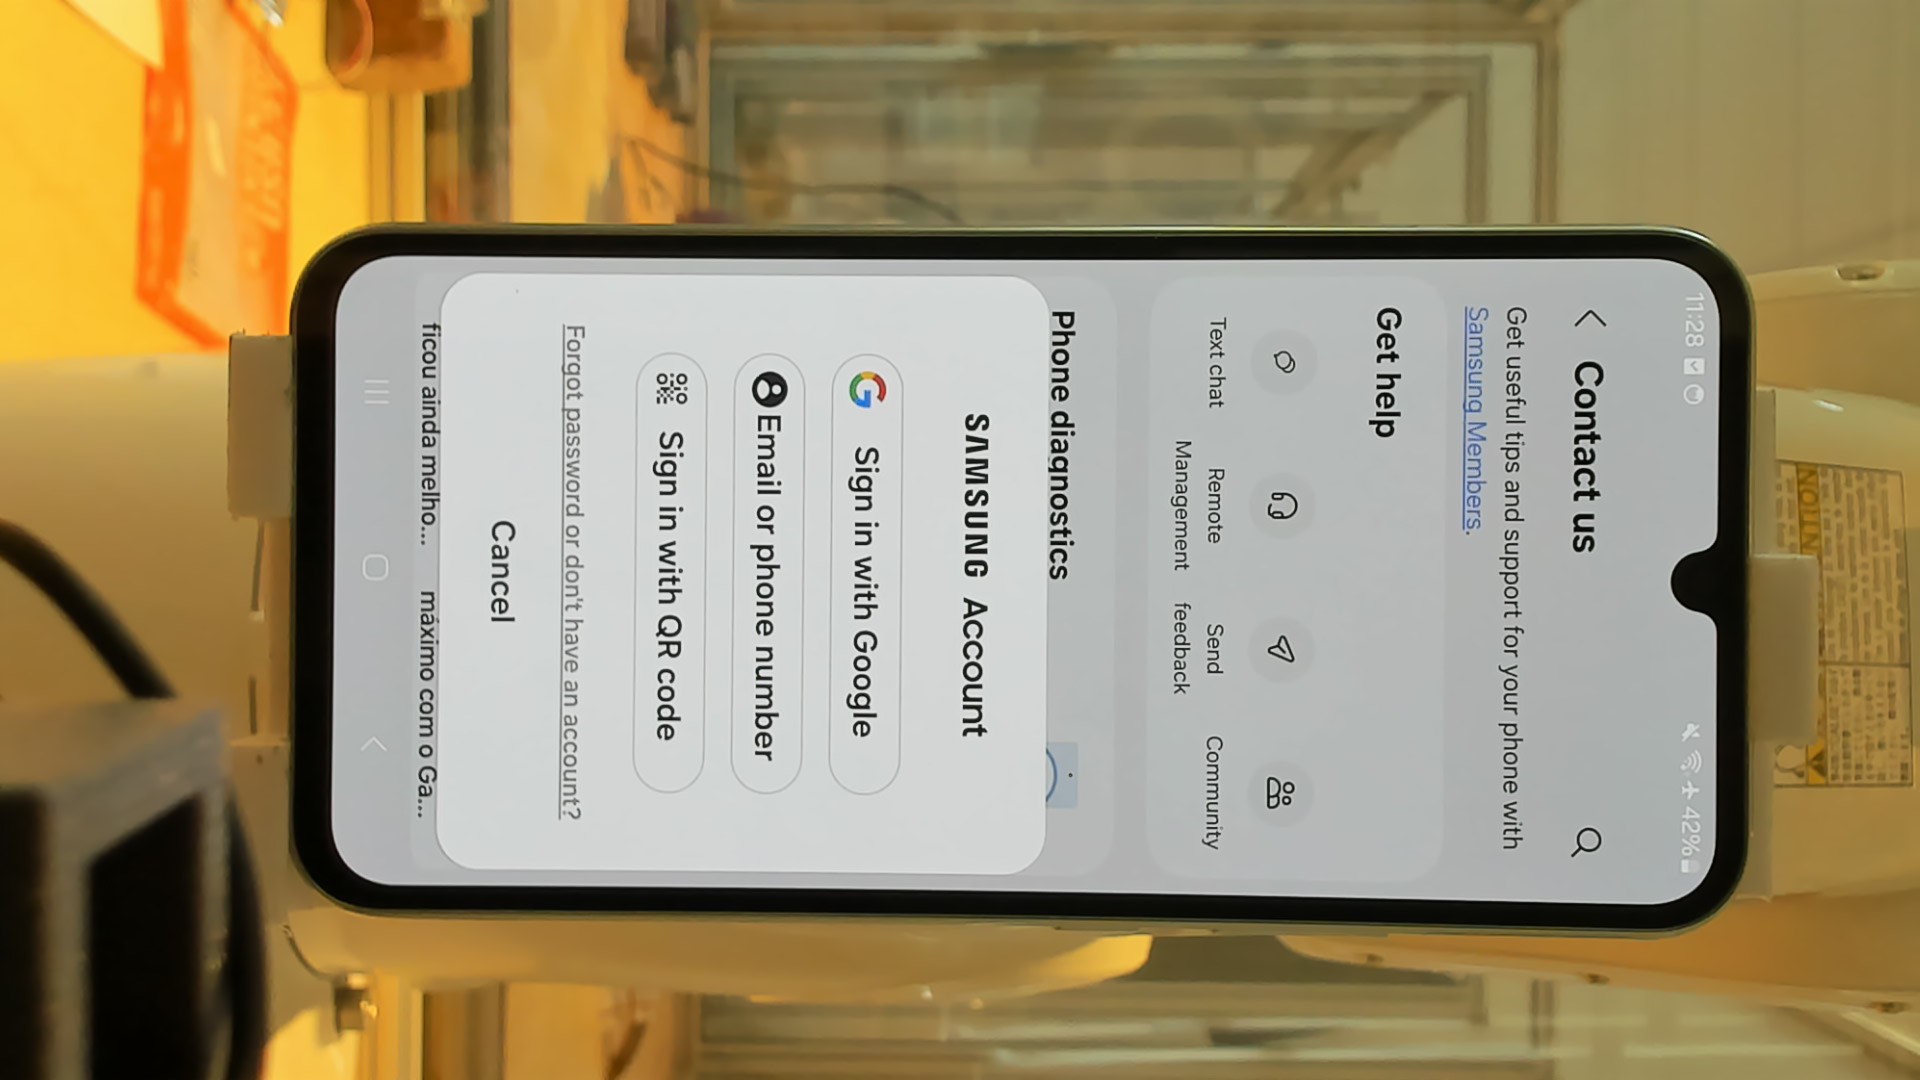 11:28
42%
Contact us
Get useful tips and support for your phone with
Samsung Members.
Get help
Text chat
Remote
Management
Send
feedback
Community
Phone diagnostics
SAMSUNG Account
Sign in with Google
Email or phone number
Sign in with QR code
Forgot password or don't have an account?
Cancel
ficou ainda melho...
máximo com o Ga...